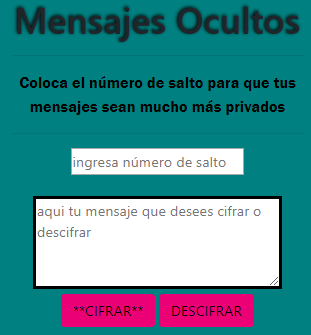 Mensajes Ocultos
Coloca el número de salto para que tus
mensajes sean mucho más privados
ingresa número de salto
aqui tu mensaje que desees cifrar o
descifrar
**CIFRAR** DESCIFRAR